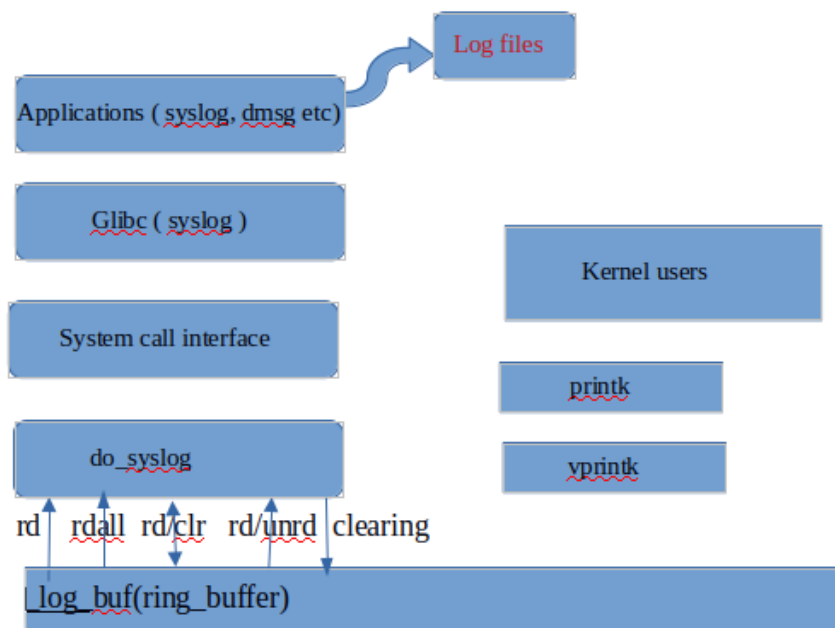 Log files
Applications ( syslog, dmsg etc)
Glibc ( syslog )
Kernel users
System call interface
printk
do_syslog
vprintk
rd rdall rd/clr rd/unrd clearing
_log_buf(ring_buffer)